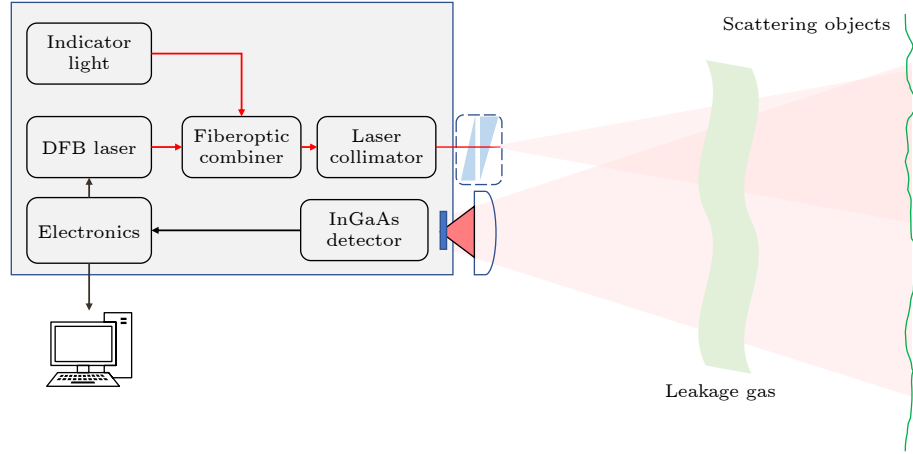 Indicator
light
Scattering objects
DFB laser
Fiberoptic
combiner
Laser
collimator
Electronics
InGaAs
detector
Leakage gas